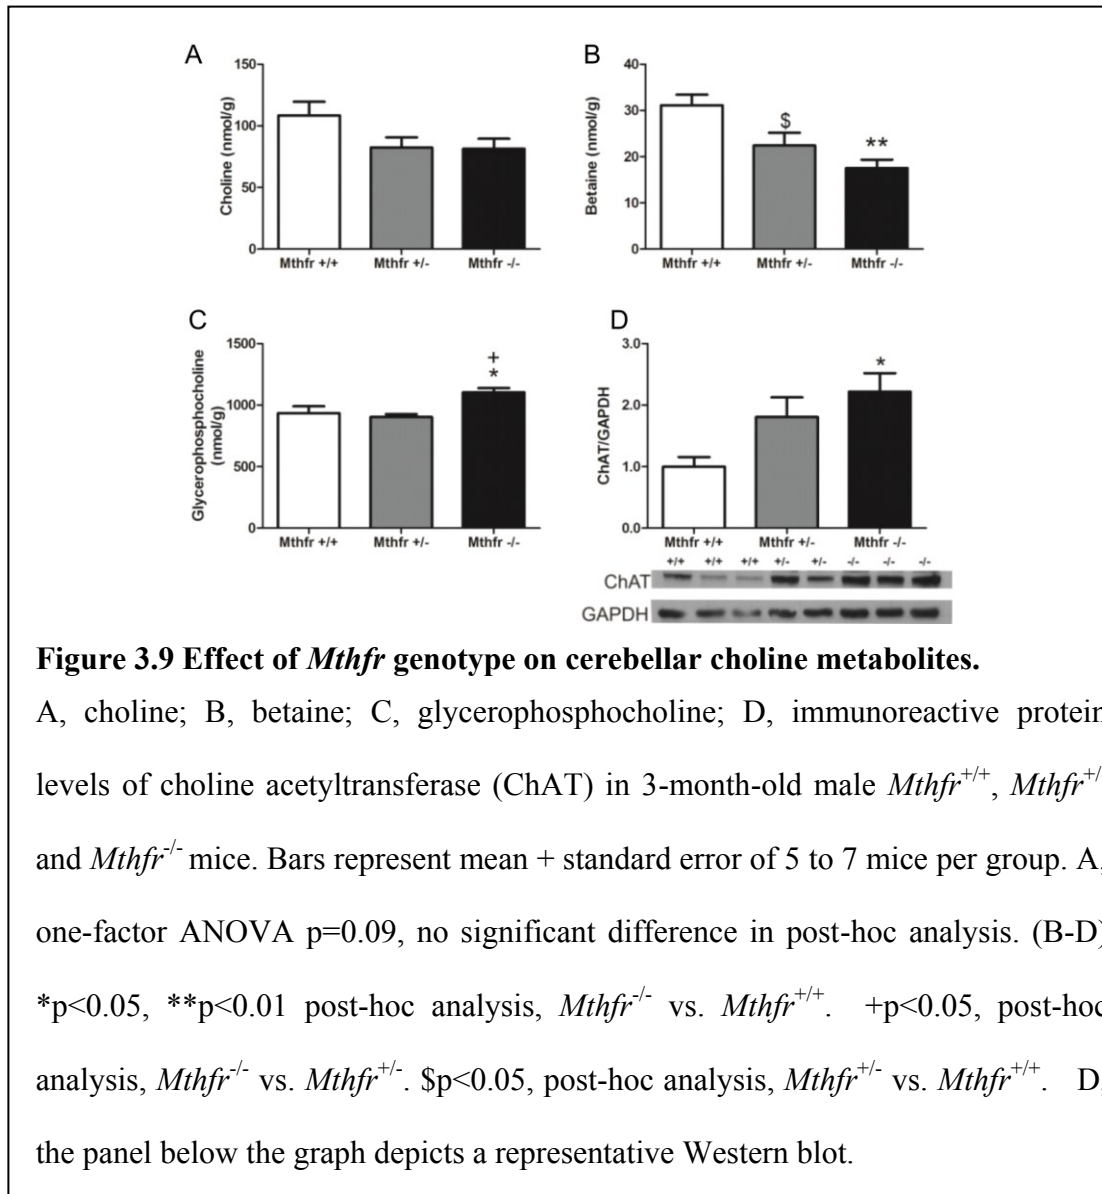 A
Choline (nmol/g)
150
100
50
0
Mthfr +/+ Mthfr +/- Mthfr -/-
B
Betaine (nmol/g)
40
30
20
10
0
$
**
Mthfr +/+ Mthfr +/- Mthfr -/-
C
Glycerophosphocholine
(nmol/g)
1500
1000
500
0
+
*
Mthfr +/+ Mthfr +/- Mthfr -/-
D
ChAT/GAPDH
3.0
2.0
1.0
0.0
*
Mthfr +/+ Mthfr +/- Mthfr -/-
+/+ +/+ +/+ +/- +/- -/- -/- -/-
ChAT
GAPDH
Figure 3.9 Effect of Mthfr genotype on cerebellar choline metabolites.
A, choline; B, betaine; C, glycerophosphocholine; D, immunoreactive protein
levels of choline acetyltransferase (ChAT) in 3-month-old male Mthfr+/+, Mthfr+/
and Mthfr-/- mice. Bars represent mean + standard error of 5 to 7 mice per group. A,
one-factor ANOVA p=0.09, no significant difference in post-hoc analysis. (B-D)
*p<0.05, **p<0.01 post-hoc analysis, Mthfr-/- vs. Mthfr+/+. +p<0.05, post-hoc
analysis, Mthfr-/- vs. Mthfr+/-. $p<0.05, post-hoc analysis, Mthfr+/- vs. Mthfr+/+. D,
the panel below the graph depicts a representative Western blot.